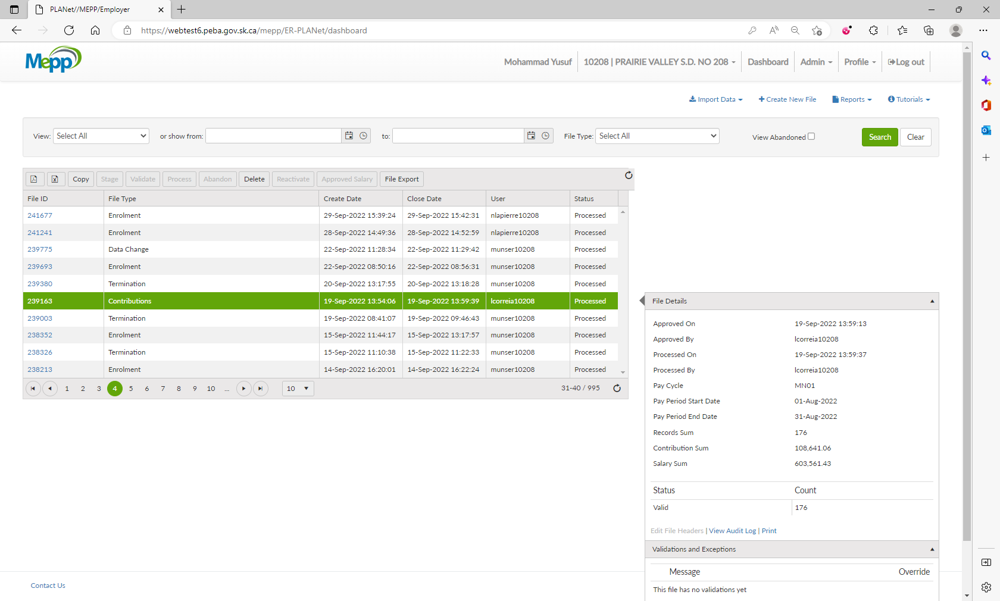 PLANet//MEPP/Employer
https://webtest6.peba.gov.sk.ca/mepp/ER-PLANet/dashboard
Mepp
Mohammad Yusuf
10208 | PRAIRIE VALLEY S.D. NO 208
Dashboard
Admin
Profile
Log out
Import Data
Create New File
Reports
Tutorials
View: Select All or show from: to: File Type: Select All View Abandoned Search Clear
Copy Stage Validate Process Abandon Delete Reactivate Approved Salary File Export
File ID File Type Create Date Close Date User Status
241677 Enrolment 29-Sep-2022 15:39:24 29-Sep-2022 15:42:31 nlapierre10208 Processed
241241 Enrolment 28-Sep-2022 14:49:36 28-Sep-2022 14:52:59 nlapierre10208 Processed
239775 Data Change 22-Sep-2022 11:28:34 22-Sep-2022 11:29:42 munser10208 Processed
239693 Enrolment 22-Sep-2022 08:50:16 22-Sep-2022 08:56:31 munser10208 Processed
239380 Termination 20-Sep-2022 13:17:55 20-Sep-2022 13:18:28 munser10208 Processed
239163 Contributions 19-Sep-2022 13:54:06 19-Sep-2022 13:59:39 lcorreia10208 Processed
239003 Termination 19-Sep-2022 08:41:07 19-Sep-2022 09:46:43 munser10208 Processed
238352 Enrolment 15-Sep-2022 11:44:17 15-Sep-2022 13:17:57 munser10208 Processed
238326 Termination 15-Sep-2022 11:10:38 15-Sep-2022 11:22:33 munser10208 Processed
238213 Enrolment 14-Sep-2022 16:20:01 14-Sep-2022 16:22:24 munser10208 Processed
1 2 3 4 5 6 7 8 9 10 ... 10 31-40 / 995
File Details
Approved On 19-Sep-2022 13:59:13
Approved By lcorreia10208
Processed On 19-Sep-2022 13:59:37
Processed By lcorreia10208
Pay Cycle MN01
Pay Period Start Date 01-Aug-2022
Pay Period End Date 31-Aug-2022
Records Sum 176
Contribution Sum 108,641.06
Salary Sum 603,561.43
Status Count
Valid 176
Edit File Headers | View Audit Log | Print
Validations and Exceptions
Message Override
This file has no validations yet
Contact Us